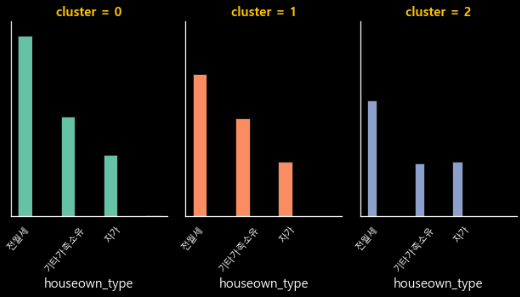 cluster = 0
cluster = 1
cluster = 2
전월세
기타가족소유
자가
전월세
기타가족소유
자가
전월세
기타가족소유
자가
houseown_type
houseown_type
houseown_type